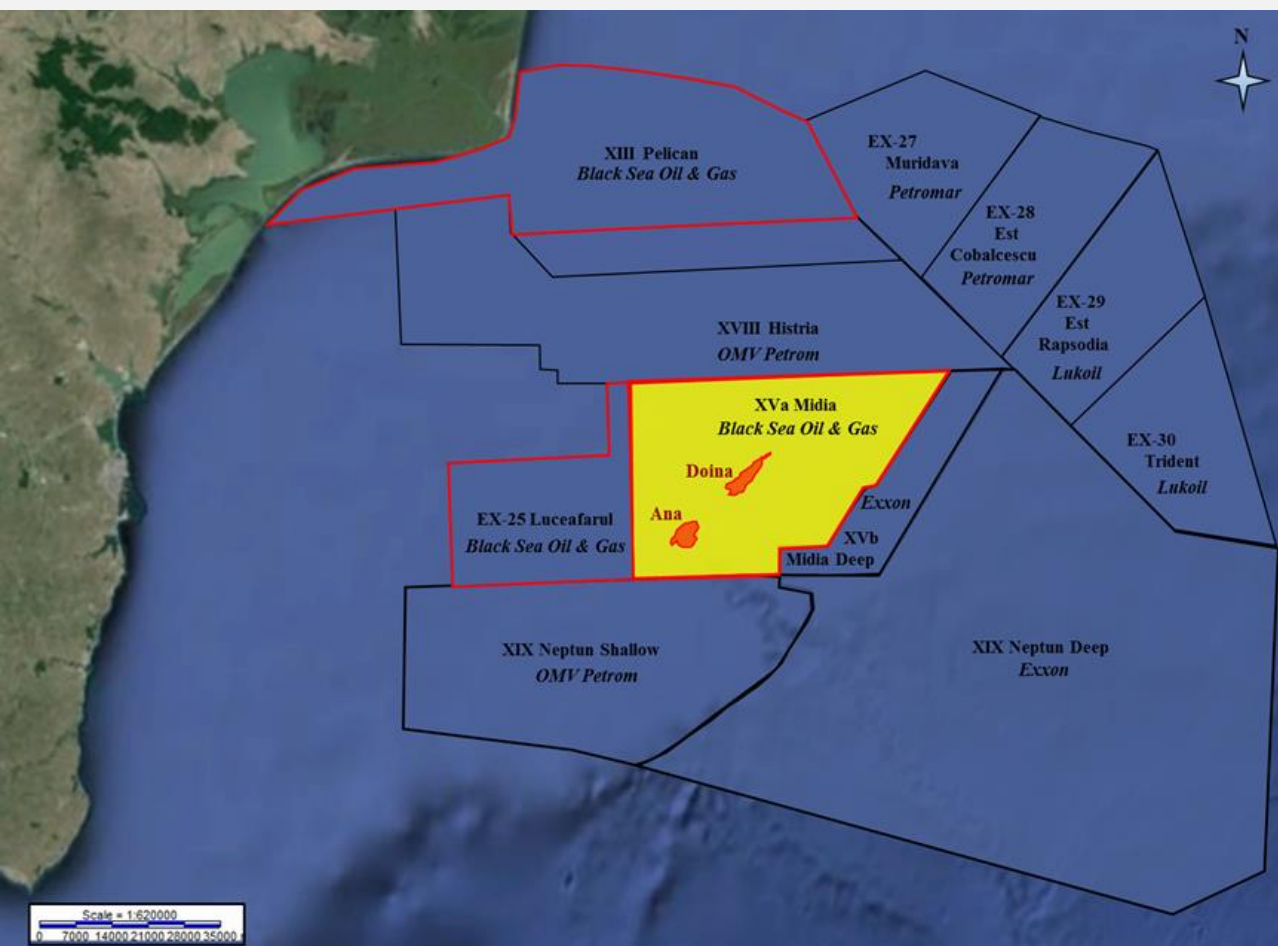 N
XIII Pelican
Black Sea Oil & Gas
EX-27
Muridava
Petromar
EX-28
Est
Cobalcescu
Petromar
EX-29
Est
Rapsodia
Lukoil
XVIII Histria
OMV Petrom
XVa Midia
Black Sea Oil & Gas
Doina
Ana
EX-30
Trident
Lukoil
Exxon
XVb
Midia Deep
EX-25 Luceafarul
Black Sea Oil & Gas
XIX Neptun Shallow
OMV Petrom
XIX Neptun Deep
Exxon
Scale = 1:620000
0 7000 14000 21000 28000 35000